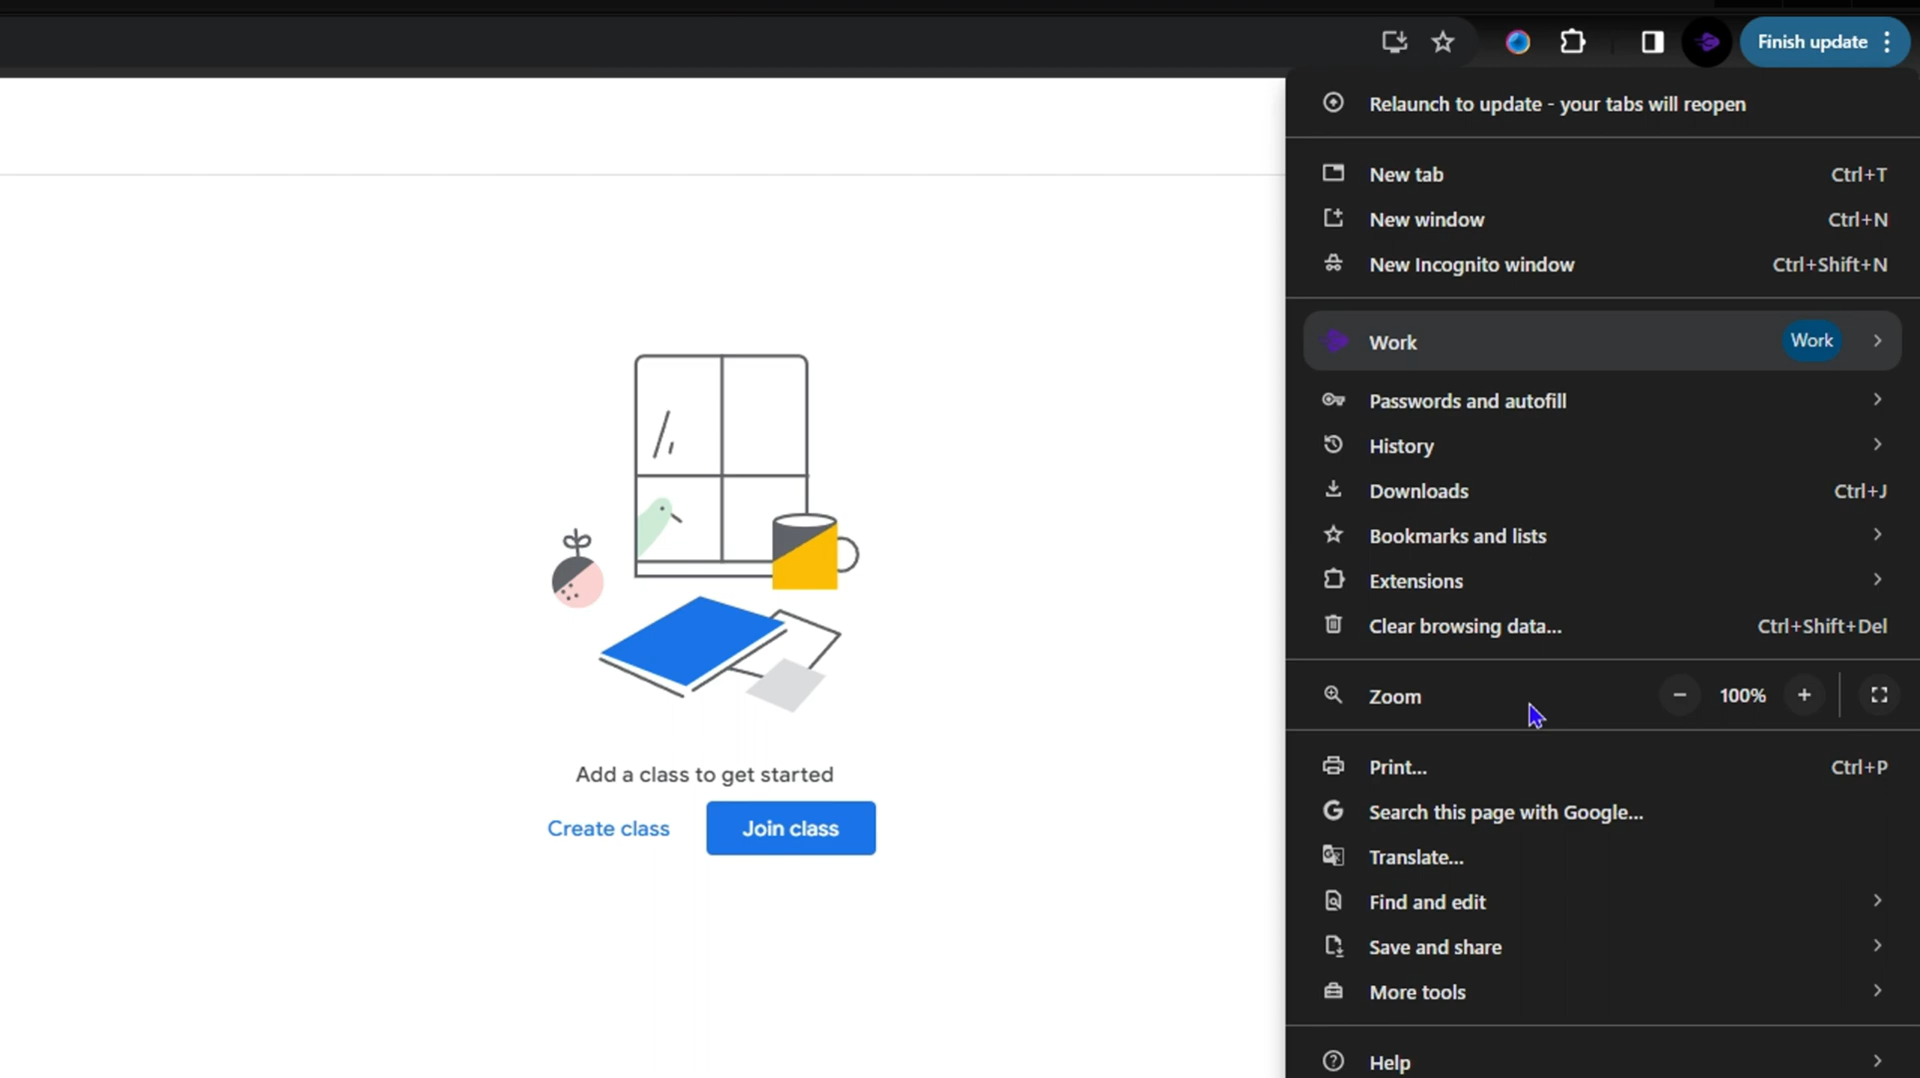 Finish update
Relaunch to update - your tabs will reopen
New tab Ctrl+T
New window Ctrl+N
New Incognito window Ctrl+Shift+N
Work Work
Passwords and autofill
History
Downloads Ctrl+J
Bookmarks and lists
Extensions
Clear browsing data... Ctrl+Shift+Del
Zoom − 100% +
Print... Ctrl+P
Search this page with Google...
Translate...
Find and edit
Save and share
More tools
Help
Add a class to get started
Create class Join class